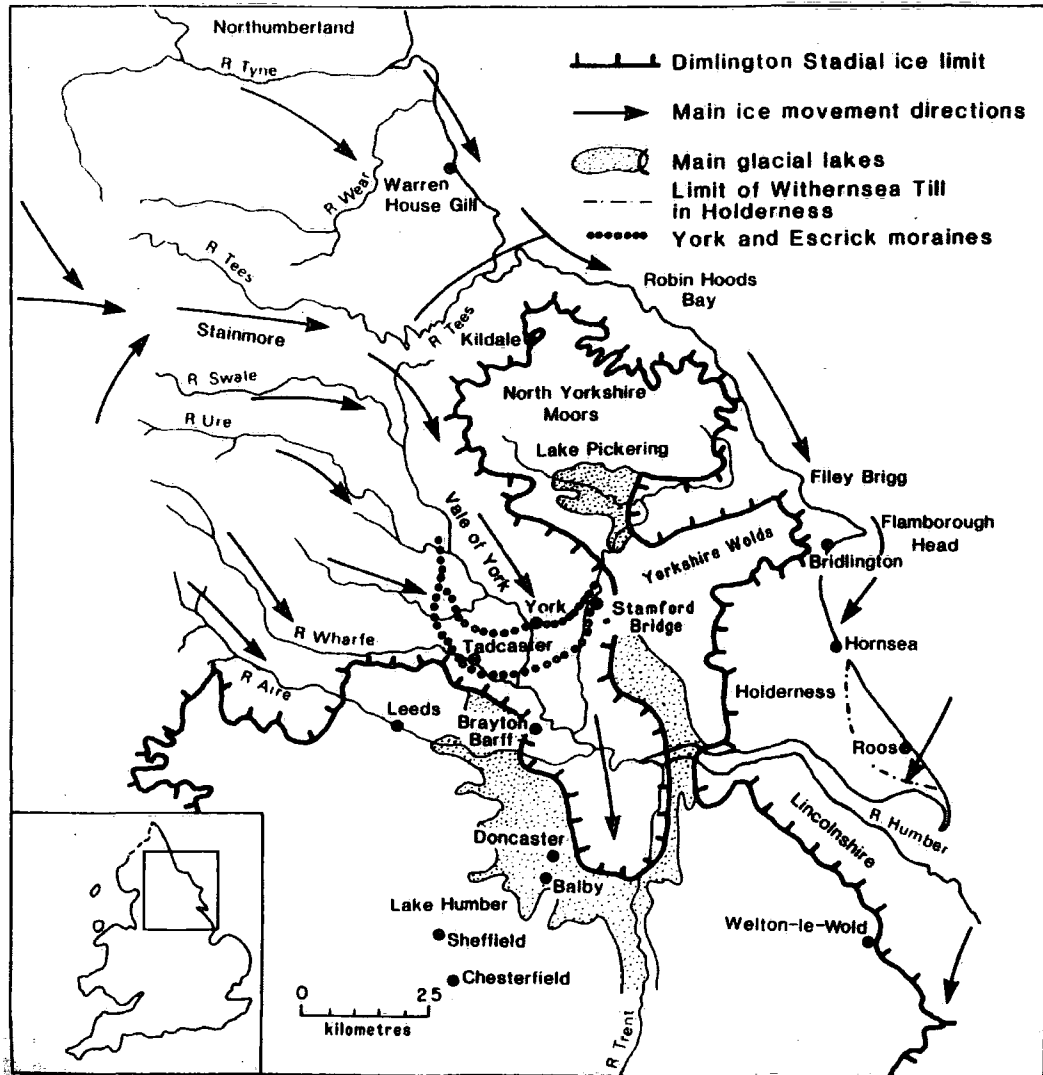 Northumberland
R Tyne
R Wear
Warren
House Gill
R Tees
R Tees
Stainmore
Kildale
R Swale
R Ure
North Yorkshire
Moors
Lake Pickering
Robin Hoods
Bay
Filey Brigg
Flamborough
Head
Bridlington
Yorkshire Wolds
Vale of York
York
Stamford
Bridge
Hornsea
R Wharfe
Tadcaster
R Aire
Leeds
Brayton
Barff
Holderness
Roos
R Humber
Lincolnshire
Doncaster
Balby
Lake Humber
Sheffield
Chesterfield
Welton-le-Wold
R Trent
0 25
kilometres
Dimlington Stadial ice limit
Main ice movement directions
Main glacial lakes
Limit of Withernsea Till
in Holderness
York and Escrick moraines